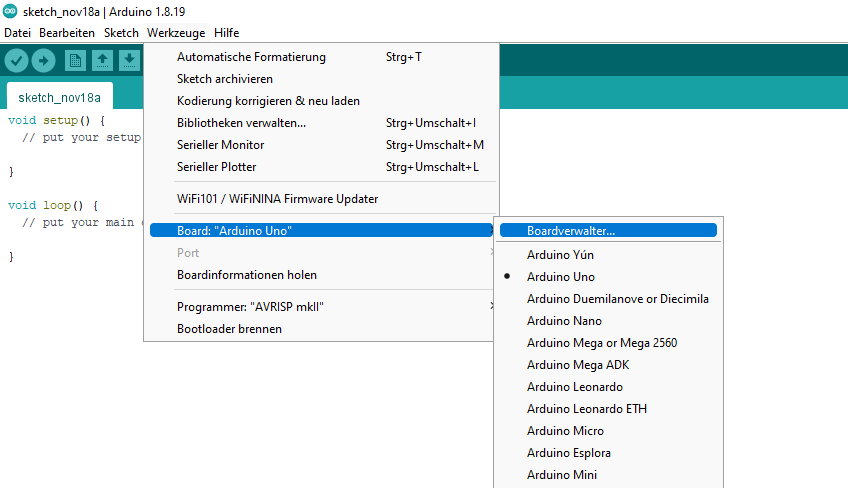 sketch_nov18a | Arduino 1.8.19
Datei Bearbeiten Sketch Werkzeuge Hilfe
sketch_nov18a
void setup() {
// put your setup
}
void loop() {
// put your main
}
Automatische Formatierung Strg+T
Sketch archivieren
Kodierung korrigieren & neu laden
Bibliotheken verwalten... Strg+Umschalt+I
Serieller Monitor Strg+Umschalt+M
Serieller Plotter Strg+Umschalt+L
WiFi101 / WiFiNINA Firmware Updater
Board: "Arduino Uno"
Port
Boardinformationen holen
Programmer: "AVRISP mkII"
Bootloader brennen
Boardverwalter...
Arduino Yún
Arduino Uno
Arduino Duemilanove or Diecimila
Arduino Nano
Arduino Mega or Mega 2560
Arduino Mega ADK
Arduino Leonardo
Arduino Leonardo ETH
Arduino Micro
Arduino Esplora
Arduino Mini